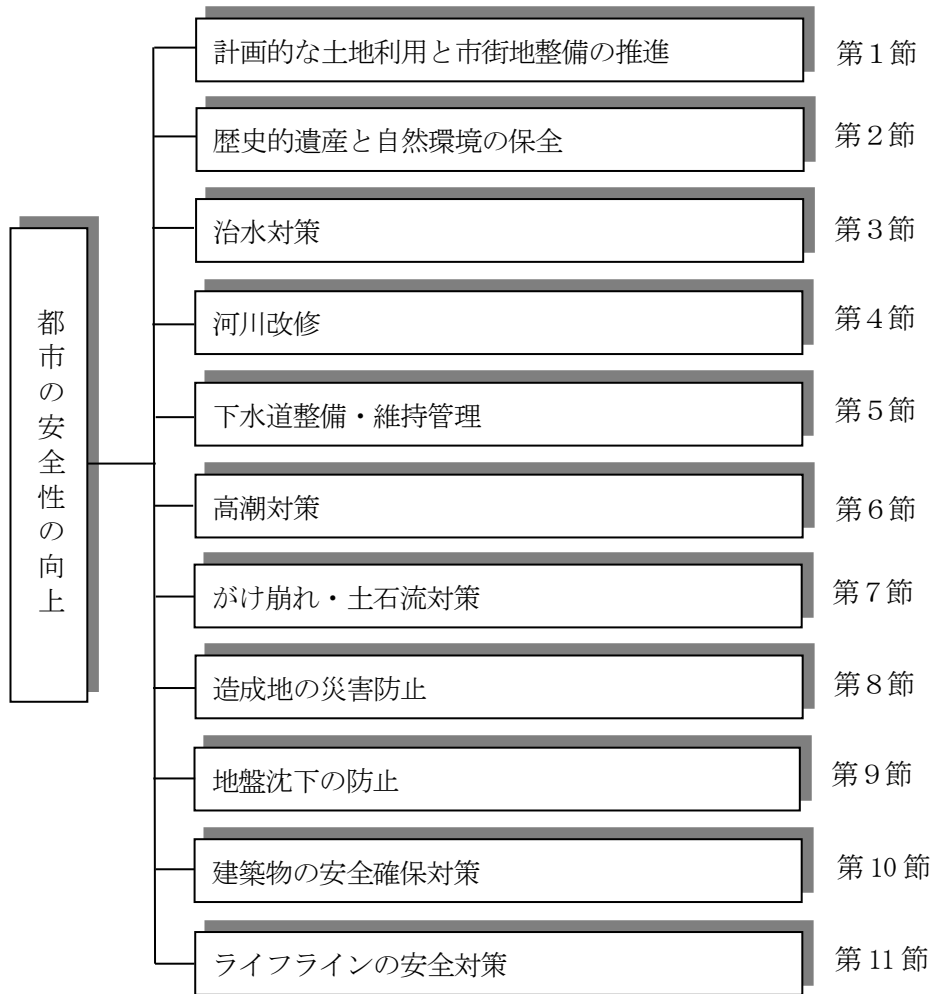 計画的な土地利用と市街地整備の推進 第1節
歴史的遺産と自然環境の保全 第2節
治水対策 第3節
河川改修 第4節
下水道整備・維持管理 第5節
高潮対策 第6節
がけ崩れ・土石流対策 第7節
造成地の災害防止 第8節
地盤沈下の防止 第9節
建築物の安全確保対策 第10節
ライフラインの安全対策 第11節
都市の安全性の向上